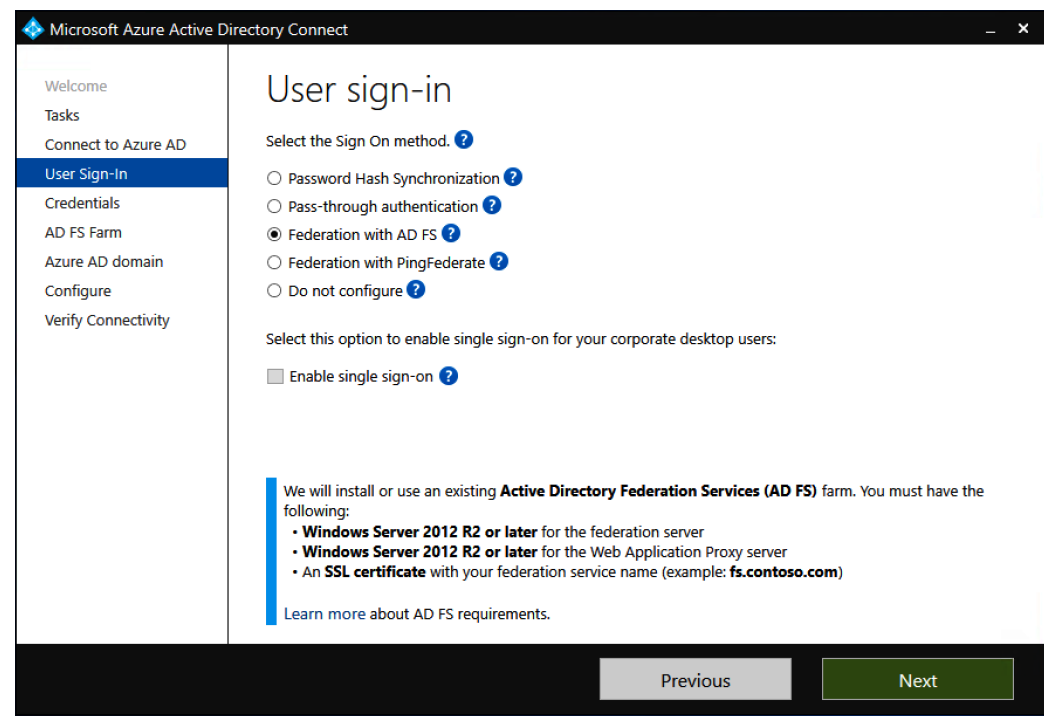 Microsoft Azure Active Directory Connect
Welcome
Tasks
Connect to Azure AD
User Sign-In
Credentials
AD FS Farm
Azure AD domain
Configure
Verify Connectivity
User sign-in
Select the Sign On method. ?
Password Hash Synchronization ?
Pass-through authentication ?
Federation with AD FS ?
Federation with PingFederate ?
Do not configure ?
Select this option to enable single sign-on for your corporate desktop users:
Enable single sign-on ?
We will install or use an existing Active Directory Federation Services (AD FS) farm. You must have the
following:
• Windows Server 2012 R2 or later for the federation server
• Windows Server 2012 R2 or later for the Web Application Proxy server
• An SSL certificate with your federation service name (example: fs.contoso.com)
Learn more about AD FS requirements.
Previous
Next